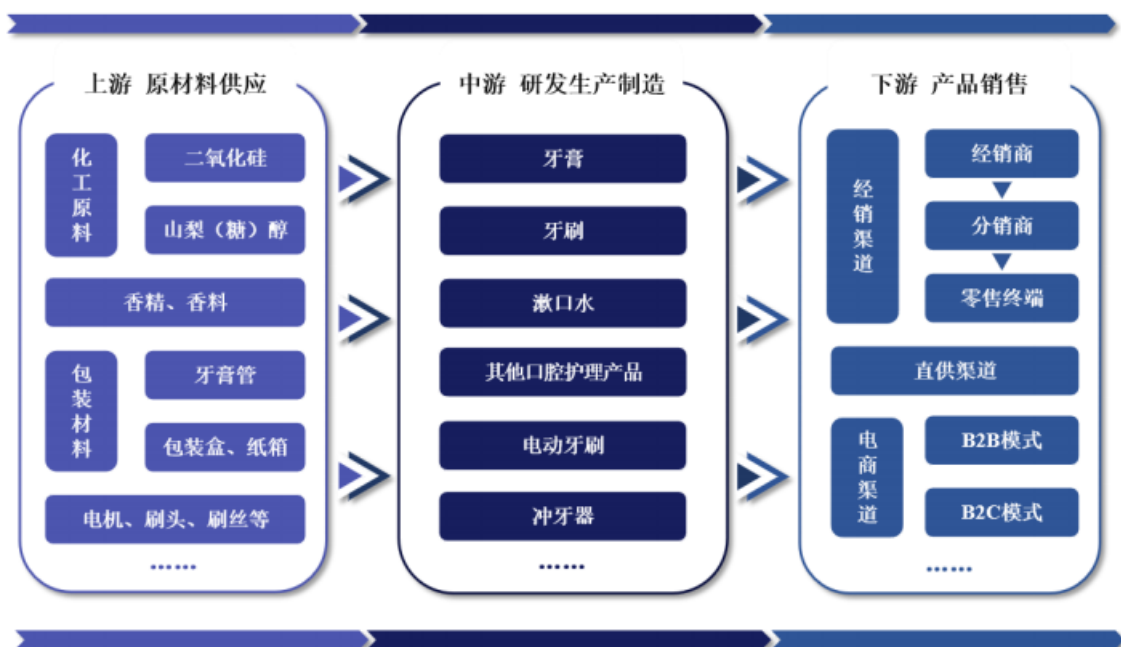 上游 原材料供应
化工原料
二氧化硅
山梨（糖）醇
香精、香料
包装材料
牙膏管
包装盒、纸箱
电机、刷头、刷丝等
......
中游 研发生产制造
牙膏
牙刷
漱口水
其他口腔护理产品
电动牙刷
冲牙器
......
下游 产品销售
经销渠道
经销商
分销商
零售终端
直供渠道
电商渠道
B2B模式
B2C模式
......